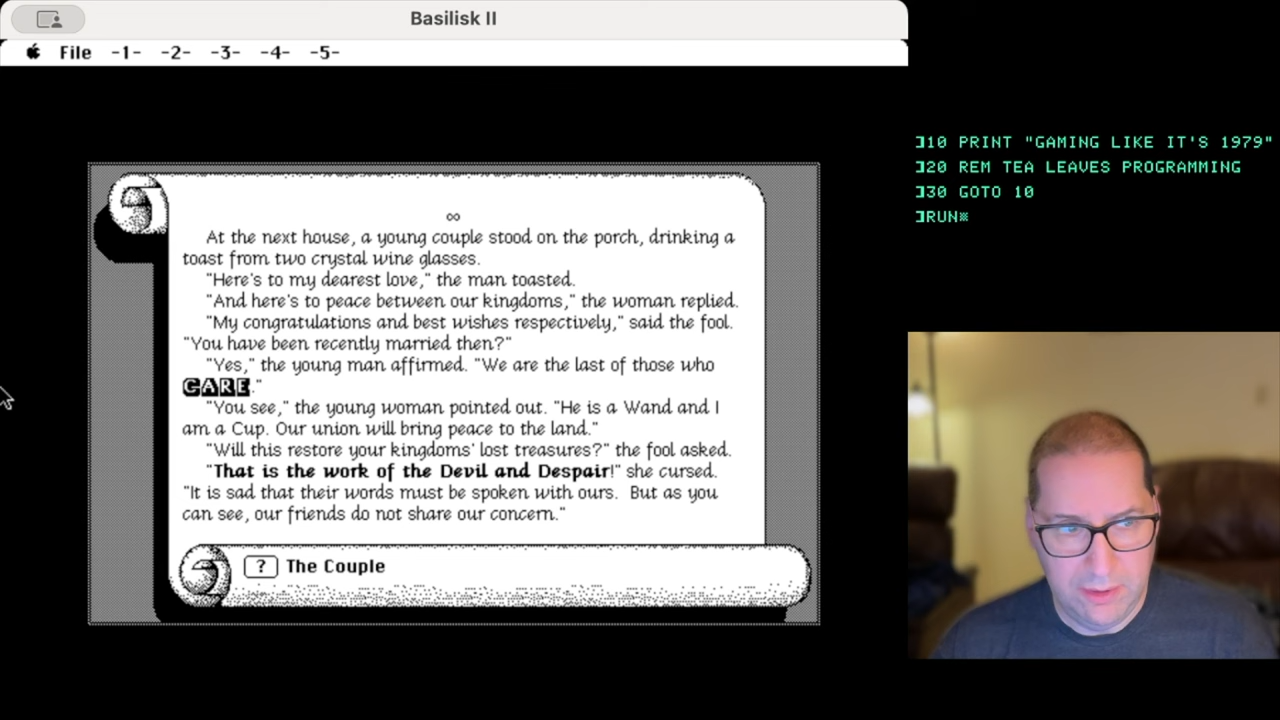 Basilisk II
File -1- -2- -3- -4- -5-
]10 PRINT "GAMING LIKE IT'S 1979"
]20 REM TEA LEAVES PROGRAMMING
]30 GOTO 10
]RUN
∞
At the next house, a young couple stood on the porch, drinking a
toast from two crystal wine glasses.
"Here's to my dearest love," the man toasted.
"And here's to peace between our kingdoms," the woman replied.
"My congratulations and best wishes respectively," said the fool.
"You have been recently married then?"
"Yes," the young man affirmed. "We are the last of those who
CARE."
"You see," the young woman pointed out. "He is a Wand and I
am a Cup. Our union will bring peace to the land."
"Will this restore your kingdoms' lost treasures?" the fool asked.
"That is the work of the Devil and Despair!" she cursed.
"It is sad that their words must be spoken with ours. But as you
can see, our friends do not share our concern."
? The Couple